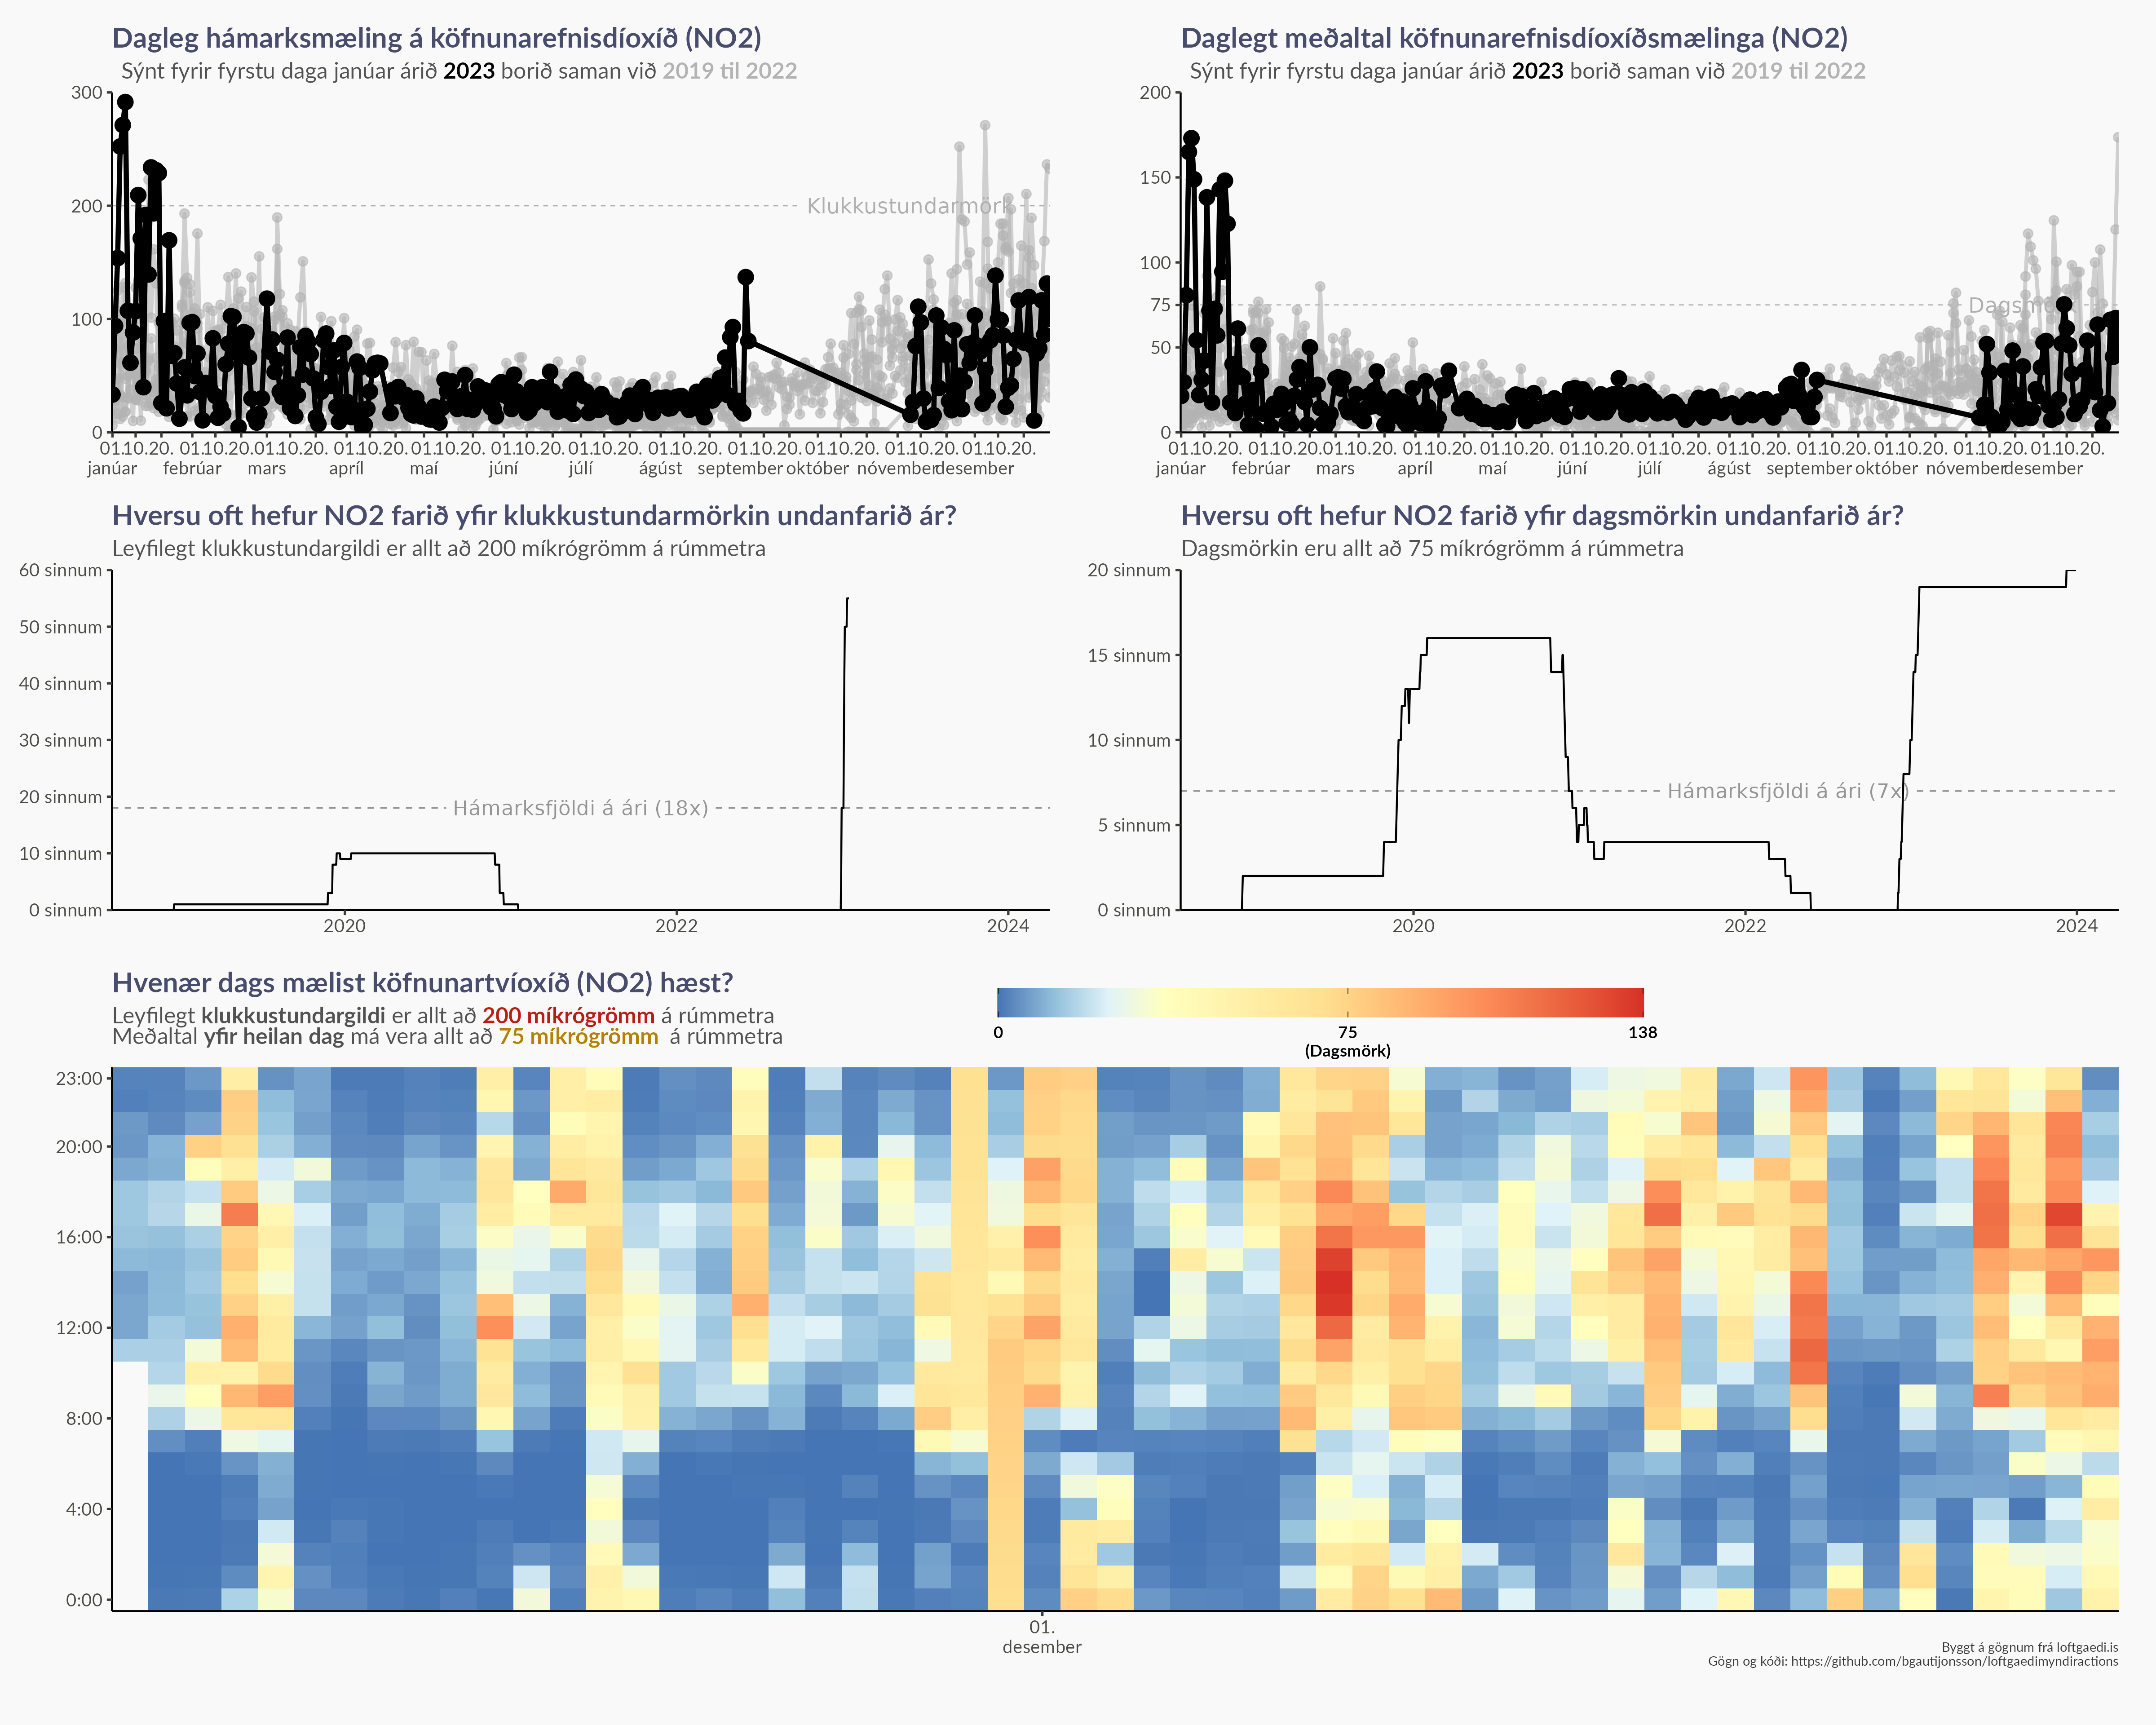 Dagleg hámarksmæling á köfnunarefnisdíoxíð (NO2)
Sýnt fyrir fyrstu daga janúar árið 2023 borið saman við 2019 til 2022
300
200
100
0
Klukkustundarmörk
01.10.20. 01.10.20. 01.10.20. 01.10.20. 01.10.20. 01.10.20. 01.10.20. 01.10.20. 01.10.20. 01.10.20. 01.10.20. 01.10.20.
janúar febrúar mars apríl maí júní júlí ágúst september október nóvember desember
Daglegt meðaltal köfnunarefnisdíoxíðsmælinga (NO2)
Sýnt fyrir fyrstu daga janúar árið 2023 borið saman við 2019 til 2022
200
150
100
75
50
0
01.10.20. 01.10.20. 01.10.20. 01.10.20. 01.10.20. 01.10.20. 01.10.20. 01.10.20. 01.10.20. 01.10.20. 01.10.20. 01.10.20.
janúar febrúar mars apríl maí júní júlí ágúst september október nóvember desember
Hversu oft hefur NO2 farið yfir klukkustundarmörkin undanfarið ár?
Leyfilegt klukkustundargildi er allt að 200 míkrógrömm á rúmmetra
60 sinnum
50 sinnum
40 sinnum
30 sinnum
20 sinnum
10 sinnum
0 sinnum
Hámarksfjöldi á ári (18x)
2020 2022 2024
Hversu oft hefur NO2 farið yfir dagsmörkin undanfarið ár?
Dagsmörkin eru allt að 75 míkrógrömm á rúmmetra
20 sinnum
15 sinnum
10 sinnum
5 sinnum
0 sinnum
Hámarksfjöldi á ári (7x)
2020 2022 2024
Hvenær dags mælist köfnunartvíoxíð (NO2) hæst?
Leyfilegt klukkustundargildi er allt að 200 míkrógrömm á rúmmetra
Meðaltal yfir heilan dag má vera allt að 75 míkrógrömm á rúmmetra
0 75 138
(Dagsmörk)
23:00
20:00
16:00
12:00
8:00
4:00
0:00
01.
desember
Byggt á gögnum frá loftgaedi.is
Gögn og kóði: https://github.com/bgautijonsson/loftgaedimyndiractions